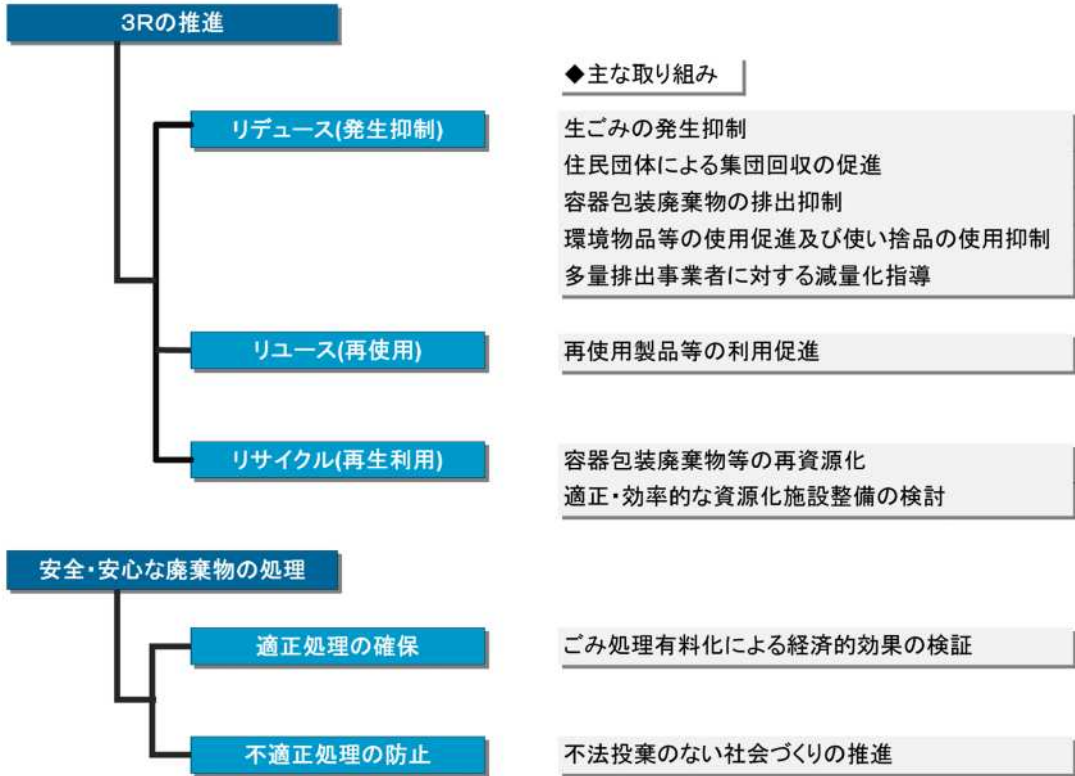 3Rの推進
◆主な取り組み
リデュース(発生抑制)
生ごみの発生抑制
住民団体による集団回収の促進
容器包装廃棄物の排出抑制
環境物品等の使用促進及び使い捨品の使用抑制
多量排出事業者に対する減量化指導
リユース(再使用)
再使用製品等の利用促進
リサイクル(再生利用)
容器包装廃棄物等の再資源化
適正・効率的な資源化施設整備の検討
安全・安心な廃棄物の処理
適正処理の確保
ごみ処理有料化による経済的効果の検証
不適正処理の防止
不法投棄のない社会づくりの推進